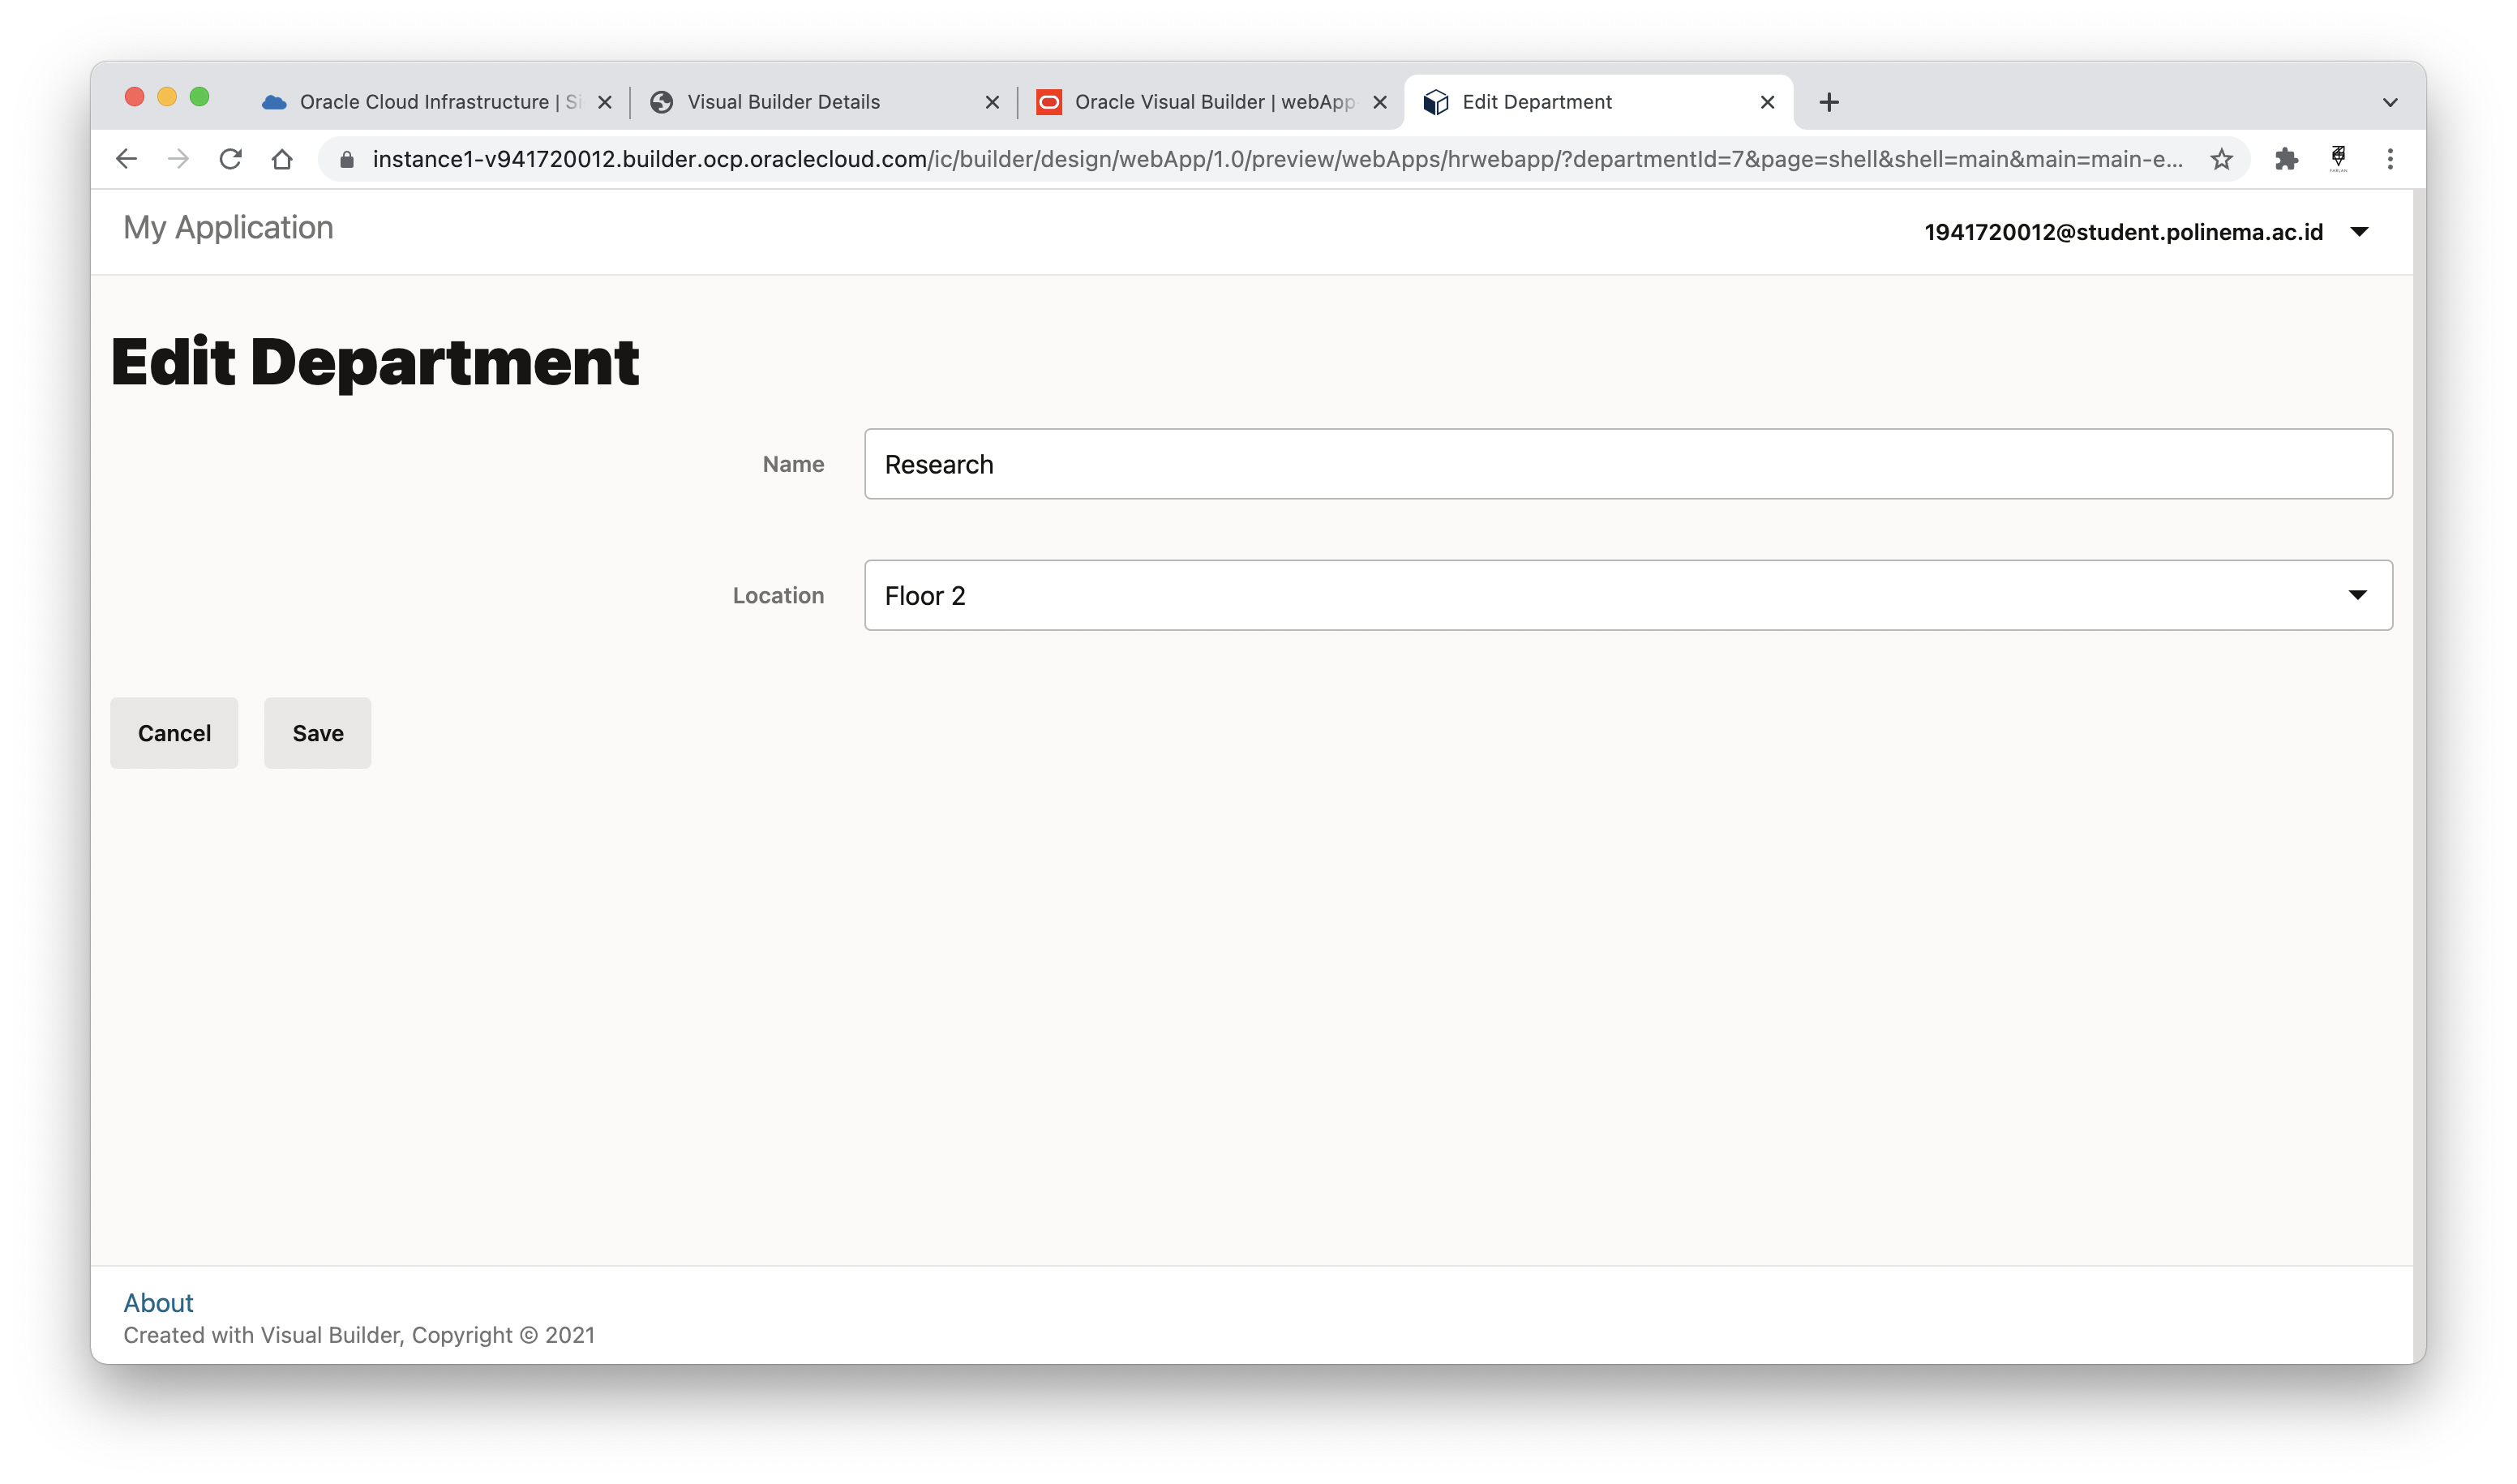 Oracle Cloud Infrastructure | Si
Visual Builder Details
Oracle Visual Builder | webApp
Edit Department
instance1-v941720012.builder.ocp.oraclecloud.com/ic/builder/design/webApp/1.0/preview/webApps/hrwebapp/?departmentId=7&page=shell&shell=main&main=main-e...
My Application
1941720012@student.polinema.ac.id
Edit Department
Name
Research
Location
Floor 2
Cancel
Save
About
Created with Visual Builder, Copyright © 2021